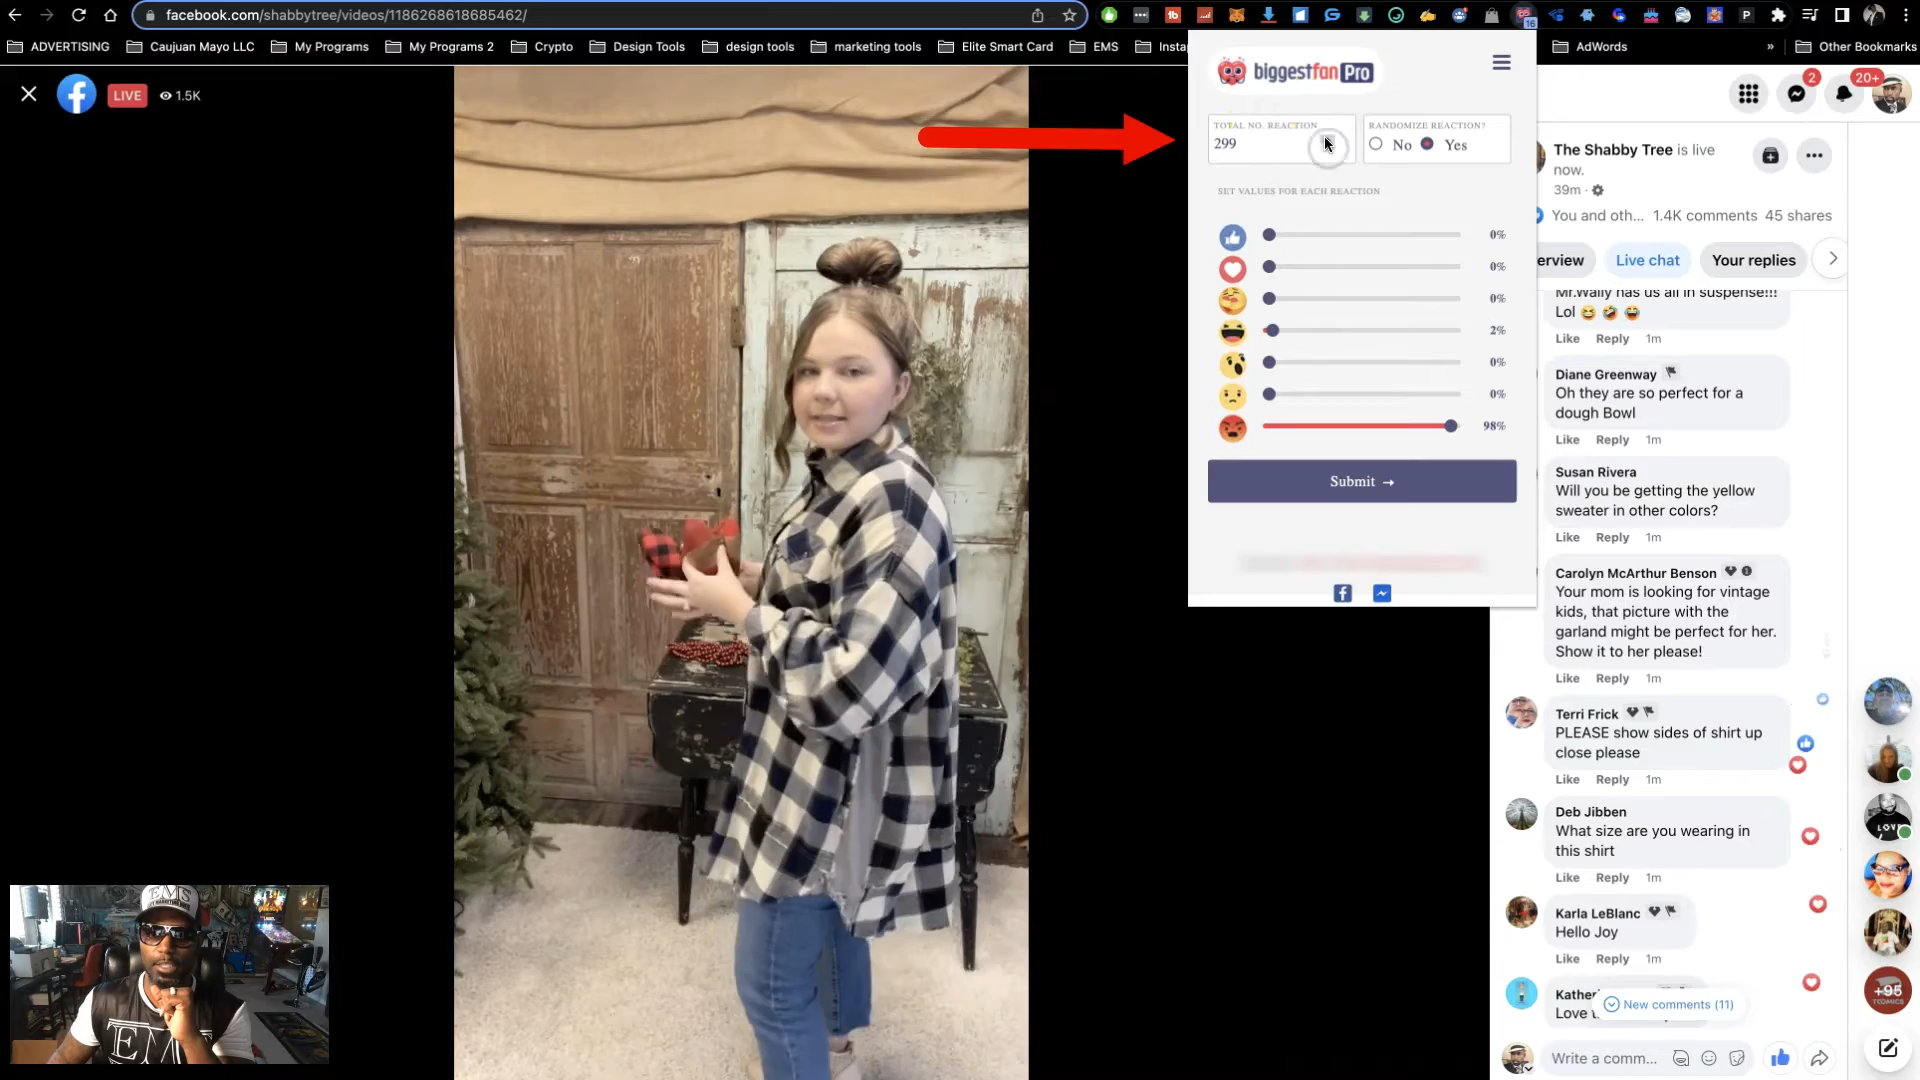 facebook.com/shabbytree/videos/1186268618685462/
16
ADVERTISING
Caujuan Mayo LLC
My Programs
My Programs 2
Crypto
Design Tools
design tools
marketing tools
Elite Smart Card
EMS
Insta
AdWords
»
Other Bookmarks
LIVE
1.5K
biggestfan Pro
TOTAL NO. REACTION
299
RANDOMIZE REACTION?
No
Yes
SET VALUES FOR EACH REACTION
0%
0%
0%
2%
0%
0%
98%
Submit →
2
20+
The Shabby Tree is live
now.
39m
You and oth... 1.4K comments 45 shares
erview
Live chat
Your replies
Mr.Wally has us all in suspense!!!
Lol
Like Reply 1m
Diane Greenway
Oh they are so perfect for a
dough Bowl
Like Reply 1m
Susan Rivera
Will you be getting the yellow
sweater in other colors?
Like Reply 1m
Carolyn McArthur Benson
Your mom is looking for vintage
kids, that picture with the
garland might be perfect for her.
Show it to her please!
Like Reply 1m
Terri Frick
PLEASE show sides of shirt up
close please
Like Reply 1m
Deb Jibben
What size are you wearing in
this shirt
Like Reply 1m
Karla LeBlanc
Hello Joy
Like Reply 1m
Kather
Love
New comments (11)
Write a comm...
+95
EMS
EM
LOVE